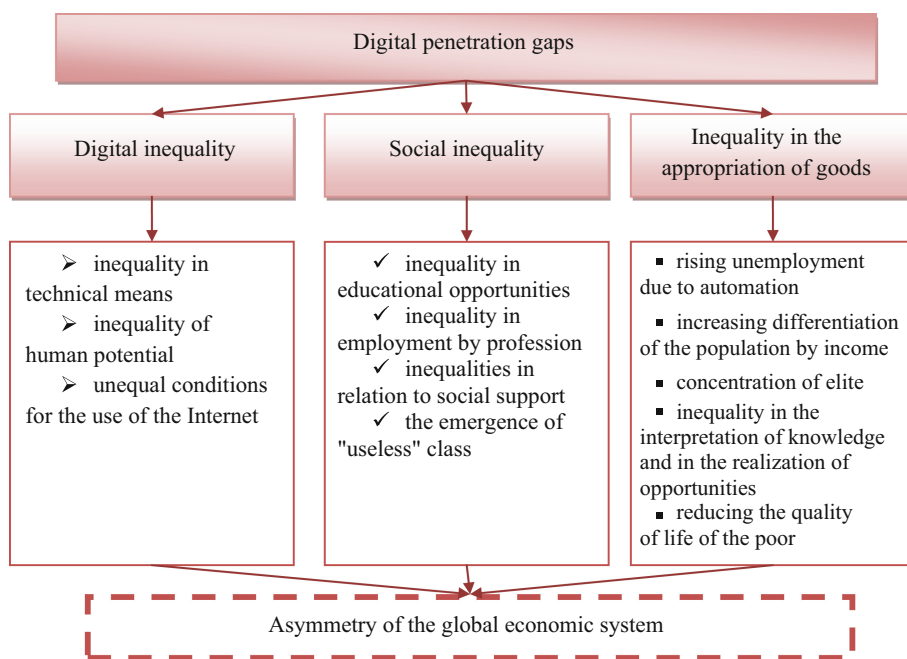 Digital penetration gaps
Digital inequality
Social inequality
Inequality in the
appropriation of goods
➢ inequality in
technical means
➢ inequality of
human potential
➢ unequal conditions
for the use of the Internet
✓ inequality in
educational opportunities
✓ inequality in
employment by profession
✓ inequalities in
relation to social support
✓ the emergence of
"useless" class
▪ rising unemployment
due to automation
▪ increasing differentiation
of the population by income
▪ concentration of elite
▪ inequality in the
interpretation of knowledge
and in the realization of
opportunities
▪ reducing the quality
of life of the poor
Asymmetry of the global economic system